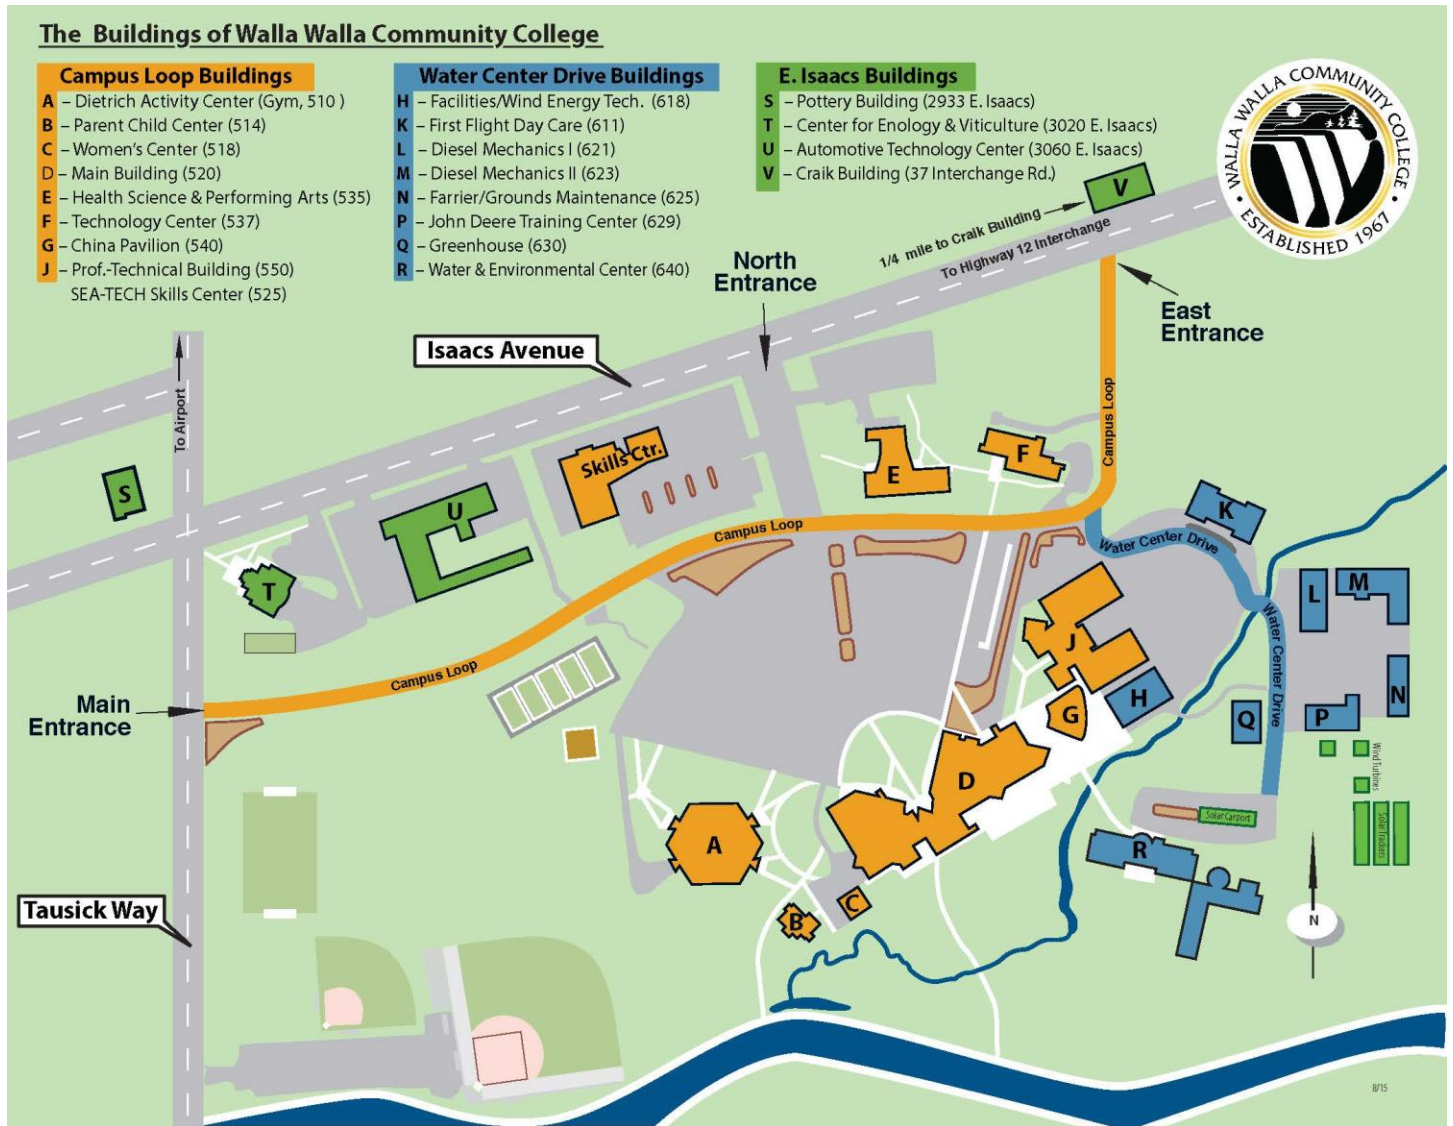 The Buildings of Walla Walla Community College
Campus Loop Buildings
A – Dietrich Activity Center (Gym, 510 )
B – Parent Child Center (514)
C – Women's Center (518)
D – Main Building (520)
E – Health Science & Performing Arts (535)
F – Technology Center (537)
G – China Pavilion (540)
J – Prof.-Technical Building (550)
SEA-TECH Skills Center (525)
Water Center Drive Buildings
H – Facilities/Wind Energy Tech. (618)
K – First Flight Day Care (611)
L – Diesel Mechanics I (621)
M – Diesel Mechanics II (623)
N – Farrier/Grounds Maintenance (625)
P – John Deere Training Center (629)
Q – Greenhouse (630)
R – Water & Environmental Center (640)
E. Isaacs Buildings
S – Pottery Building (2933 E. Isaacs)
T – Center for Enology & Viticulture (3020 E. Isaacs)
U – Automotive Technology Center (3060 E. Isaacs)
V – Craik Building (37 Interchange Rd.)
WALLA WALLA COMMUNITY COLLEGE
• ESTABLISHED 1967 •
V
1/4 mile to Craik Building
To Highway 12 Interchange
North
Entrance
East
Entrance
Isaacs Avenue
To Airport
Campus Loop
Skills Ctr.
E
F
S
U
K
Campus Loop
Water Center Drive
T
L
M
J
Water Center Drive
Campus Loop
Main
Entrance
H
G
Q
P
N
D
Wind Turbines
Solar Carport
Solar Trackers
A
R
C
B
Tausick Way
N
8/15